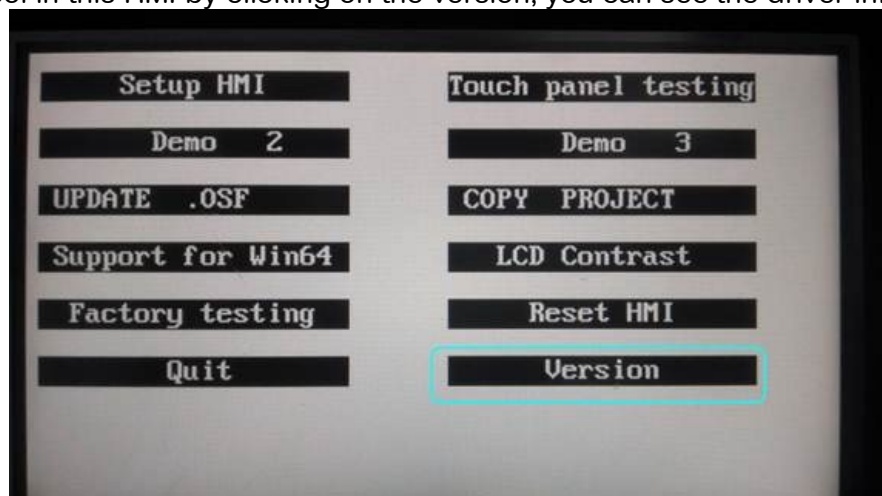 in this HMI by clicking on the version, you can see the driver
Setup HMI
Touch panel testing
Demo 2
Demo 3
UPDATE .OSF
COPY PROJECT
Support for Win64
LCD Contrast
Factory testing
Reset HMI
Quit
Version